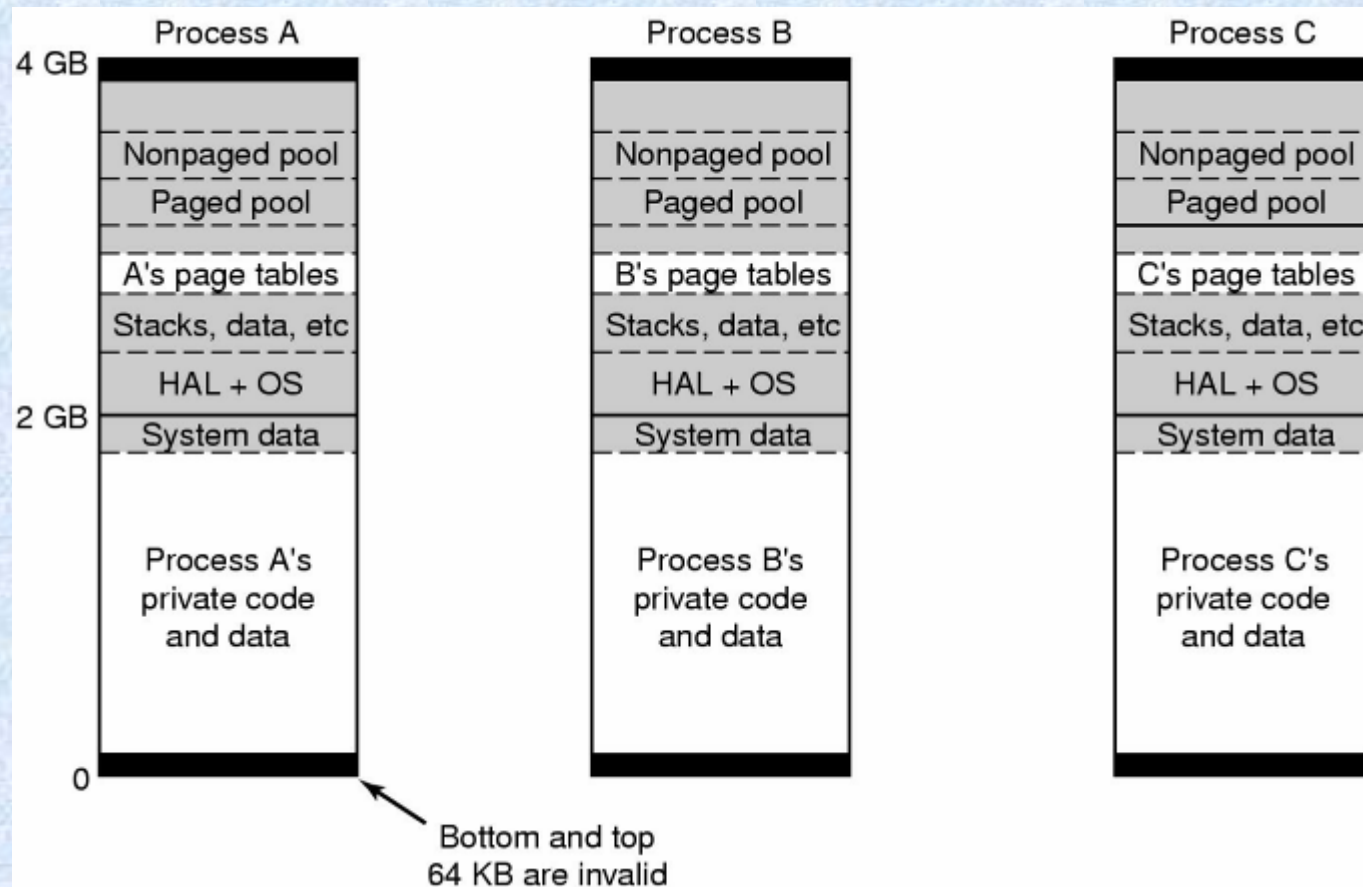 Process A
4 GB
Nonpaged pool
Paged pool
A's page tables
Stacks, data, etc
HAL + OS
2 GB
System data
Process A's
private code
and data
0
Bottom and top
64 KB are invalid
Process B
Nonpaged pool
Paged pool
B's page tables
Stacks, data, etc
HAL + OS
System data
Process B's
private code
and data
Process C
Nonpaged pool
Paged pool
C's page tables
Stacks, data, etc
HAL + OS
System data
Process C's
private code
and data